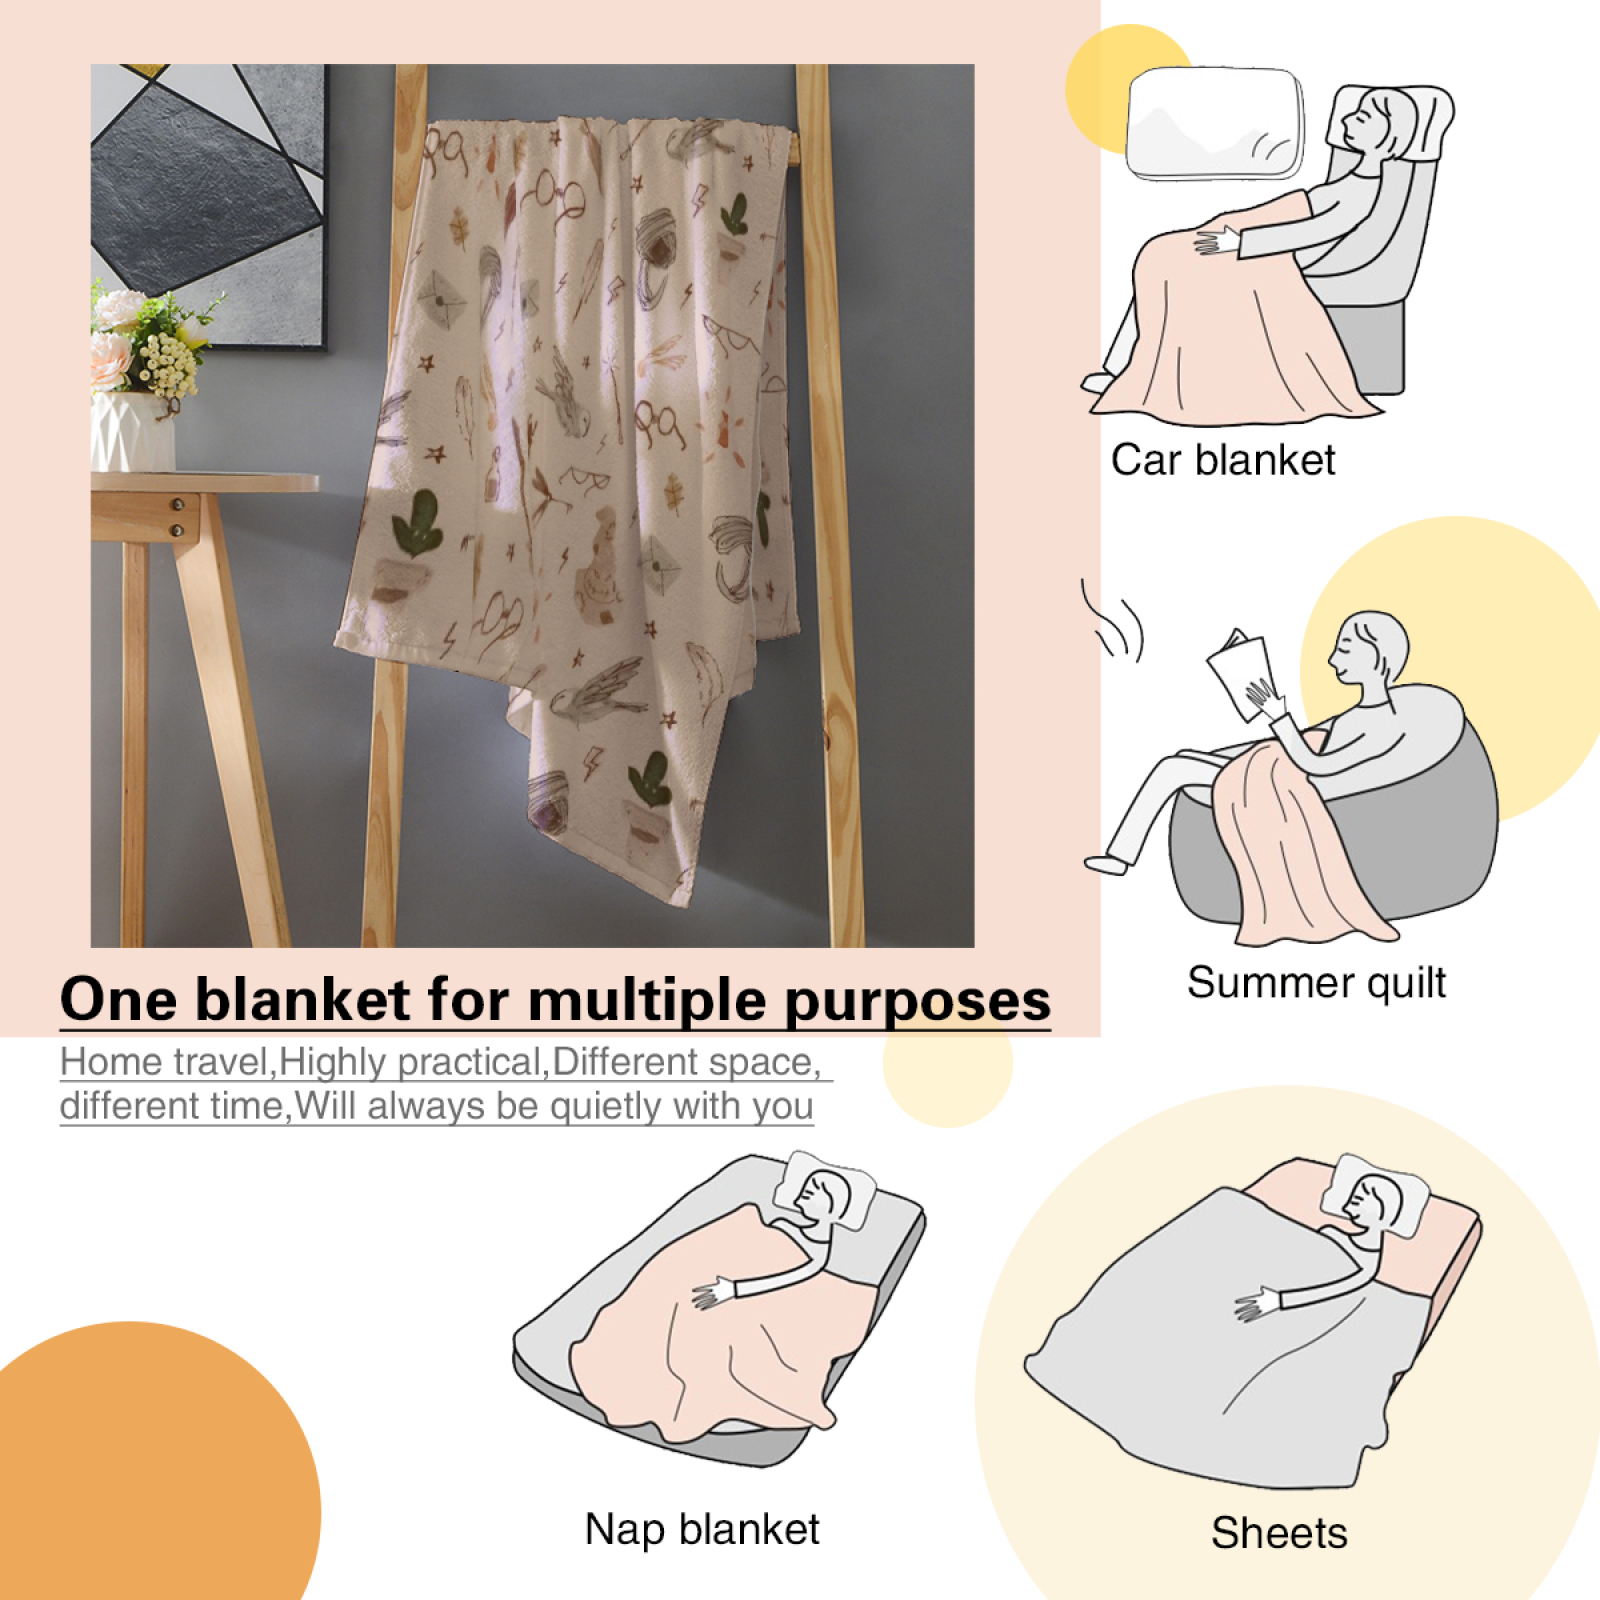 Car blanket
Summer quilt
One blanket for multiple purposes
Home travel,Highly practical,Different space,
different time,Will always be quietly with you
Nap blanket
Sheets